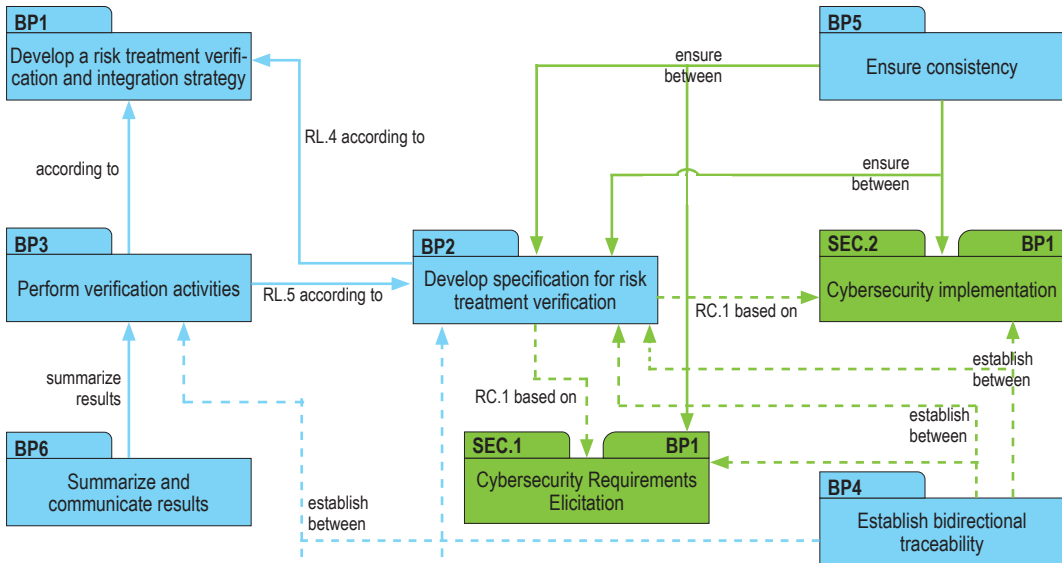 BP1
Develop a risk treatment verifi-
cation and integration strategy
BP5
Ensure consistency
ensure
between
RL.4 according to
according to
ensure
between
BP3
Perform verification activities
RL.5 according to
BP2
Develop specification for risk
treatment verification
SEC.2
BP1
Cybersecurity implementation
RC.1 based on
summarize
results
RC.1 based on
establish
between
establish
between
BP6
Summarize and
communicate results
SEC.1
BP1
Cybersecurity Requirements
Elicitation
establish
between
BP4
Establish bidirectional
traceability